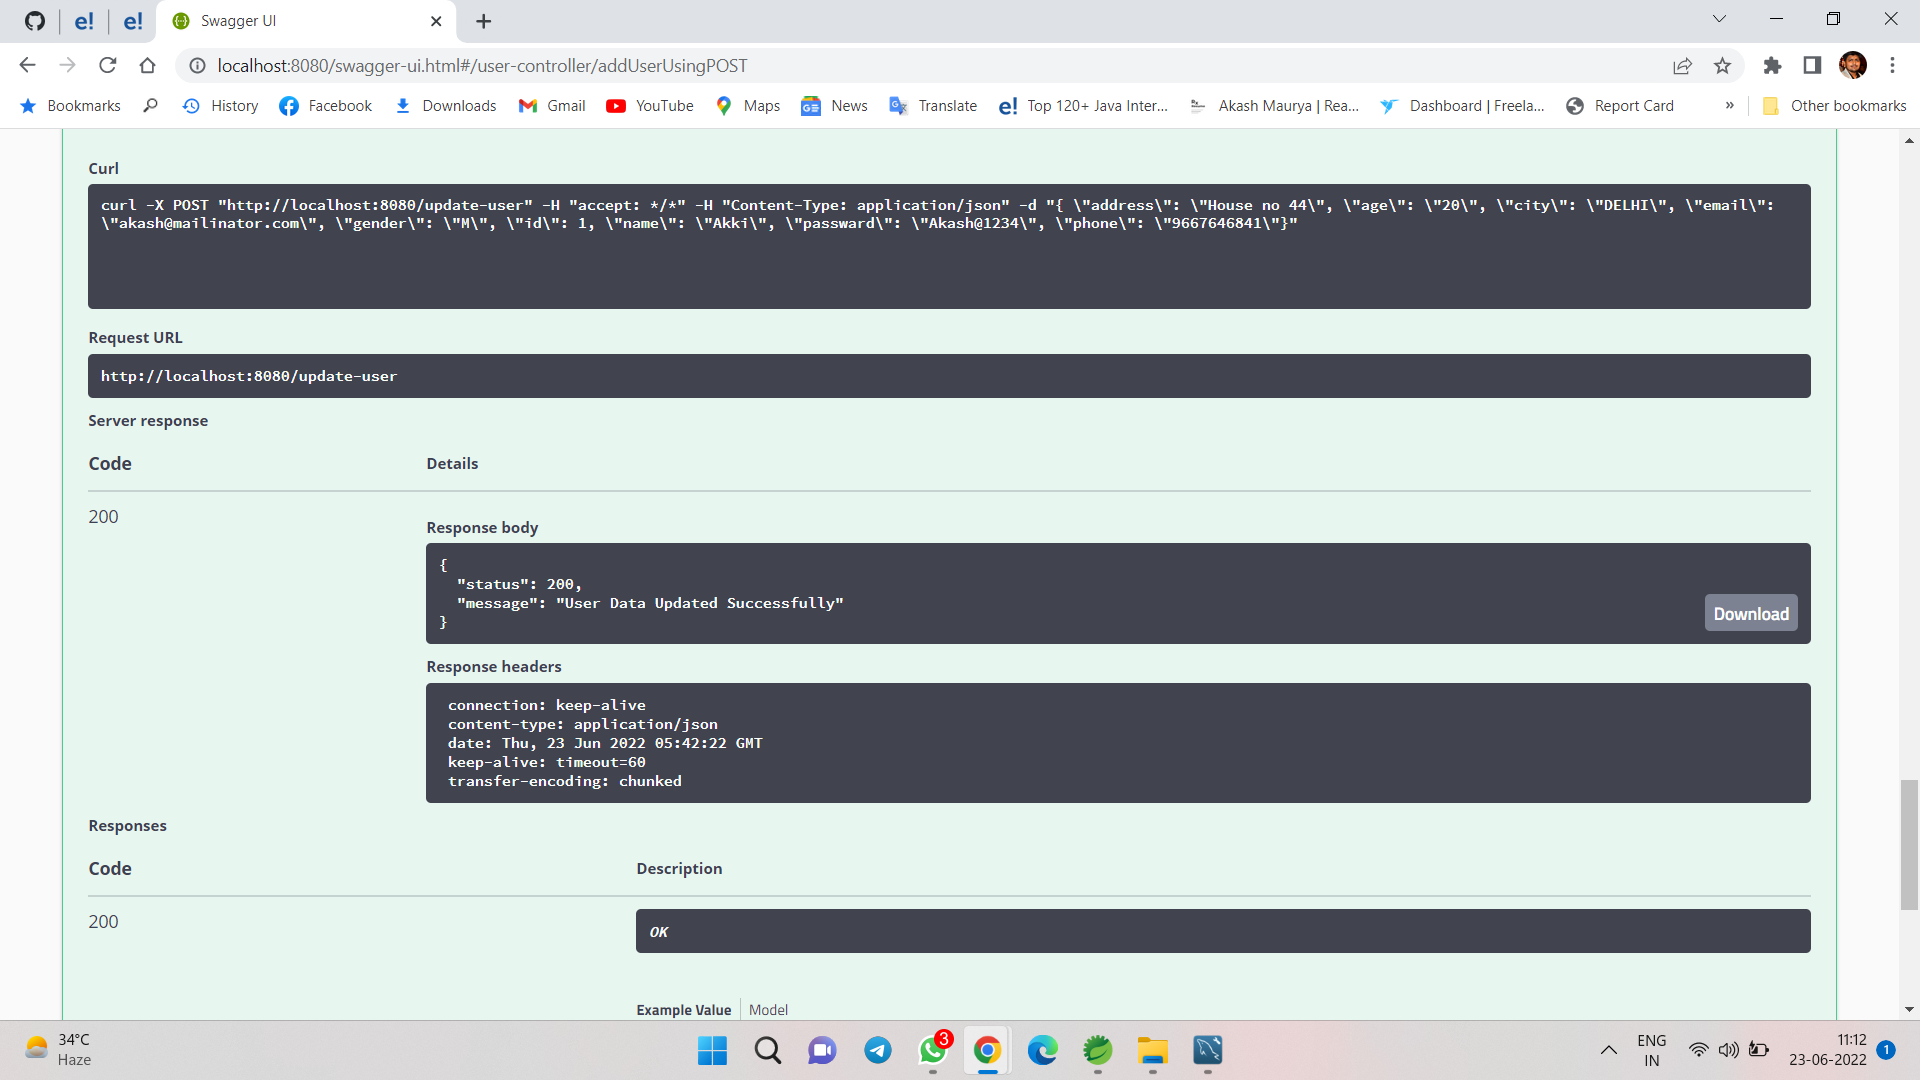 Swagger UI
localhost:8080/swagger-ui.html#/user-controller/addUserUsingPOST
Bookmarks History Facebook Downloads Gmail YouTube Maps News Translate e! Top 120+ Java Inter... Akash Maurya | Rea... Dashboard | Freela... Report Card » Other bookmarks
Curl
curl -X POST "http://localhost:8080/update-user" -H "accept: */*" -H "Content-Type: application/json" -d "{ \"address\": \"House no 44\", \"age\": \"20\", \"city\": \"DELHI\", \"email\":
\"akash@mailinator.com\", \"gender\": \"M\", \"id\": 1, \"name\": \"Akki\", \"passward\": \"Akash@1234\", \"phone\": \"9667646841\"}"
Request URL
http://localhost:8080/update-user
Server response
Code Details
200
Response body
{
"status": 200,
"message": "User Data Updated Successfully"
}
Download
Response headers
connection: keep-alive
content-type: application/json
date: Thu, 23 Jun 2022 05:42:22 GMT
keep-alive: timeout=60
transfer-encoding: chunked
Responses
Code Description
200
OK
Example Value Model
34°C
Haze
3
ENG
IN
11:12
23-06-2022
1